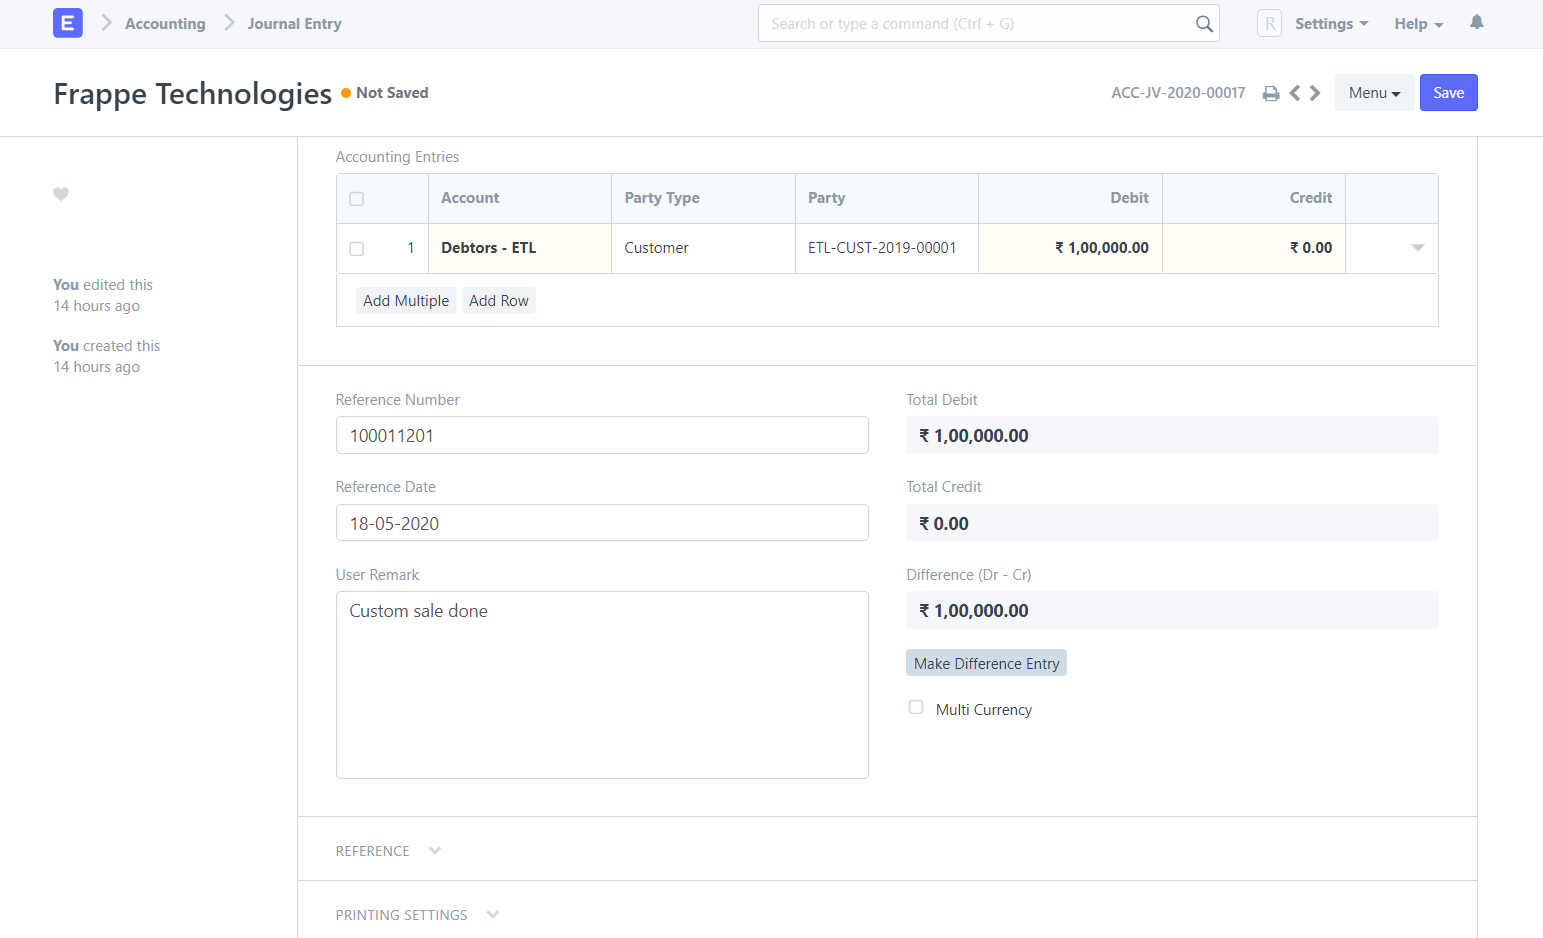 E Accounting Journal Entry Search or type a command (Ctrl + G) R Settings Help
Frappe Technologies Not Saved ACC-JV-2020-00017 Menu Save
Accounting Entries
Account Party Type Party Debit Credit
1 Debtors - ETL Customer ETL-CUST-2019-00001 ₹ 1,00,000.00 ₹ 0.00
Add Multiple Add Row
You edited this
14 hours ago
You created this
14 hours ago
Reference Number
100011201
Reference Date
18-05-2020
User Remark
Custom sale done
Total Debit
₹ 1,00,000.00
Total Credit
₹ 0.00
Difference (Dr - Cr)
₹ 1,00,000.00
Make Difference Entry
Multi Currency
REFERENCE
PRINTING SETTINGS